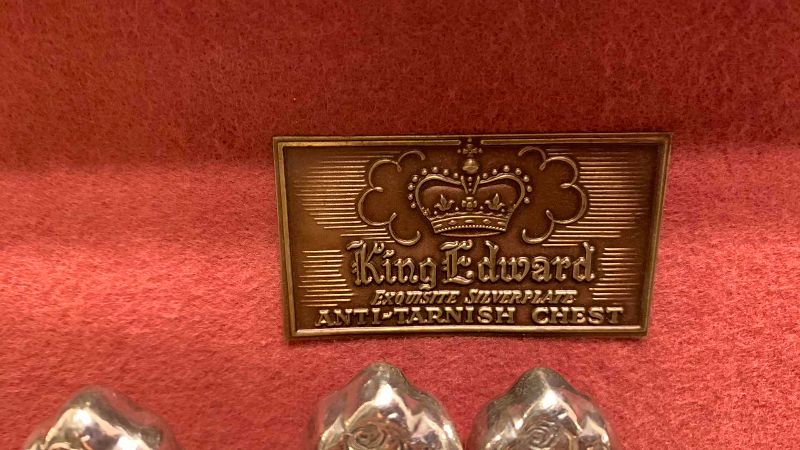 King Edward
EXQUISITE SILVERPLATE
ANTI-TARNISH CHEST